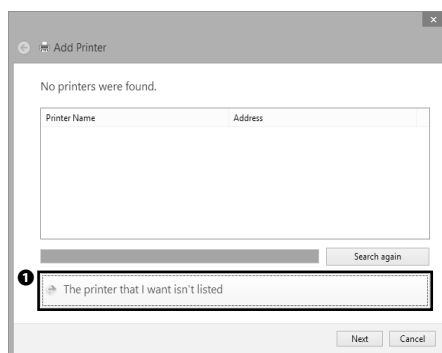 Add Printer
No printers were found.
Printer Name Address
Search again
1
The printer that I want isn't listed
Next Cancel